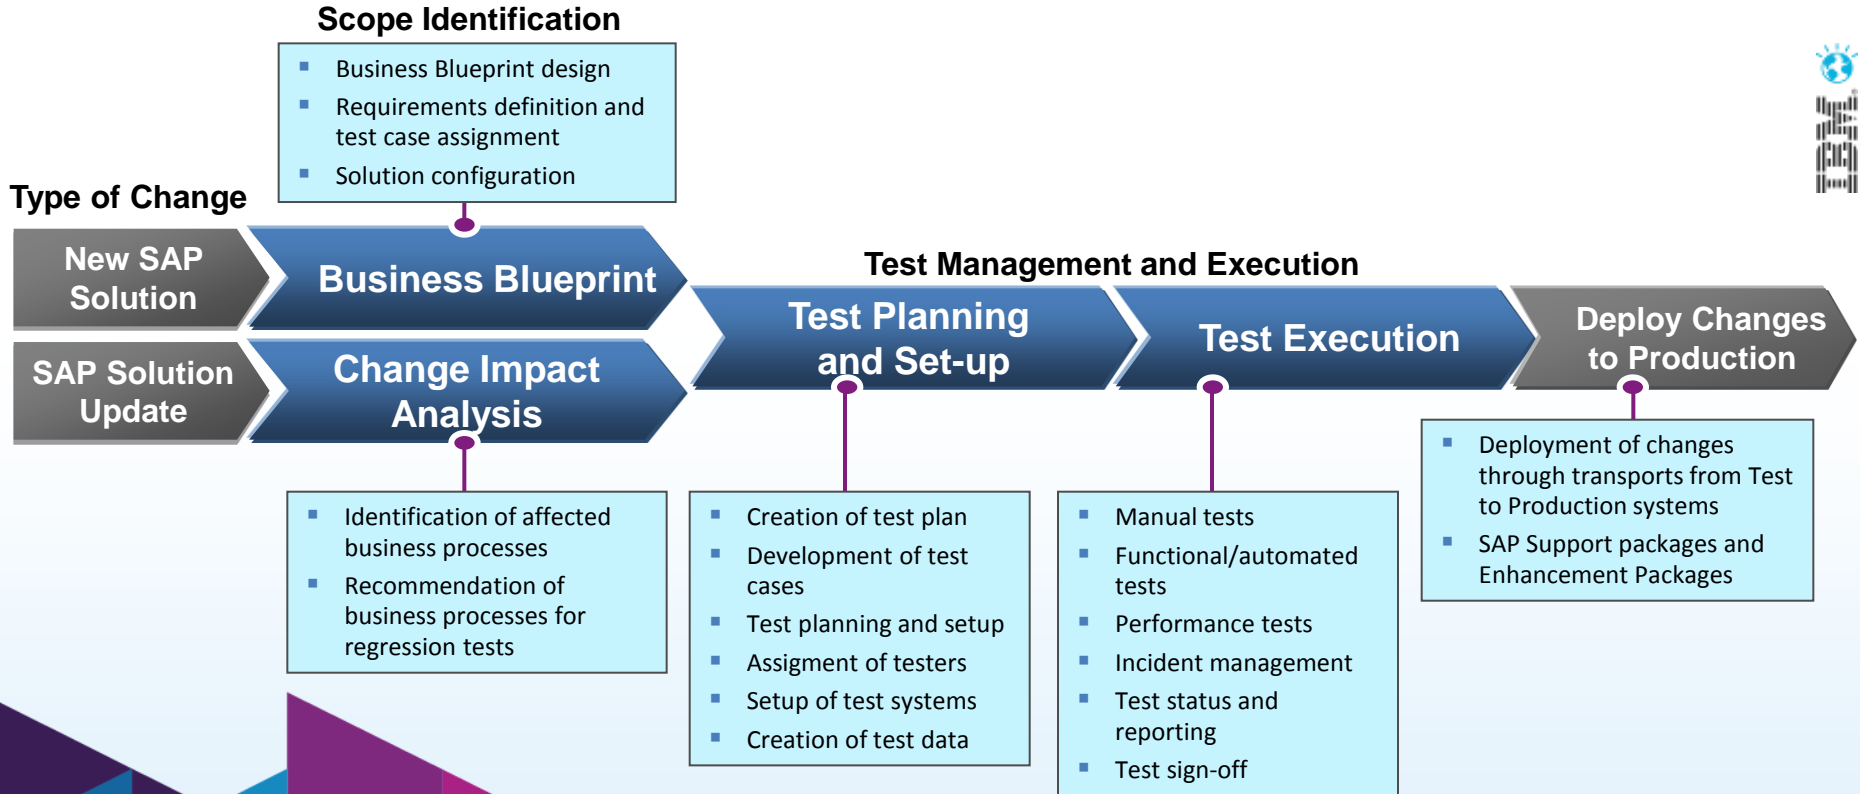 Scope Identification
Business Blueprint design
Requirements definition and
test case assignment
Solution configuration
IBM
Type of Change
New SAP
Solution
Business Blueprint
SAP Solution
Update
Change Impact
Analysis
Test Management and Execution
Test Planning
and Set-up
Test Execution
Deploy Changes
to Production
Identification of affected
business processes
Recommendation of
business processes for
regression tests
Creation of test plan
Development of test
cases
Test planning and setup
Assigment of testers
Setup of test systems
Creation of test data
Manual tests
Functional/automated
tests
Performance tests
Incident management
Test status and
reporting
Test sign-off
Deployment of changes
through transports from Test
to Production systems
SAP Support packages and
Enhancement Packages